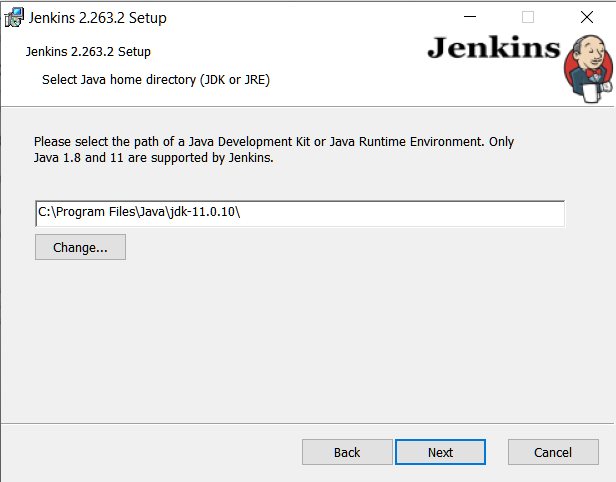 Jenkins 2.263.2 Setup
Jenkins 2.263.2 Setup
Jenkins
Select Java home directory (JDK or JRE)
Please select the path of a Java Development Kit or Java Runtime Environment. Only
Java 1.8 and 11 are supported by Jenkins.
C:\Program Files\Java\jdk-11.0.10\
Change...
Back
Next
Cancel